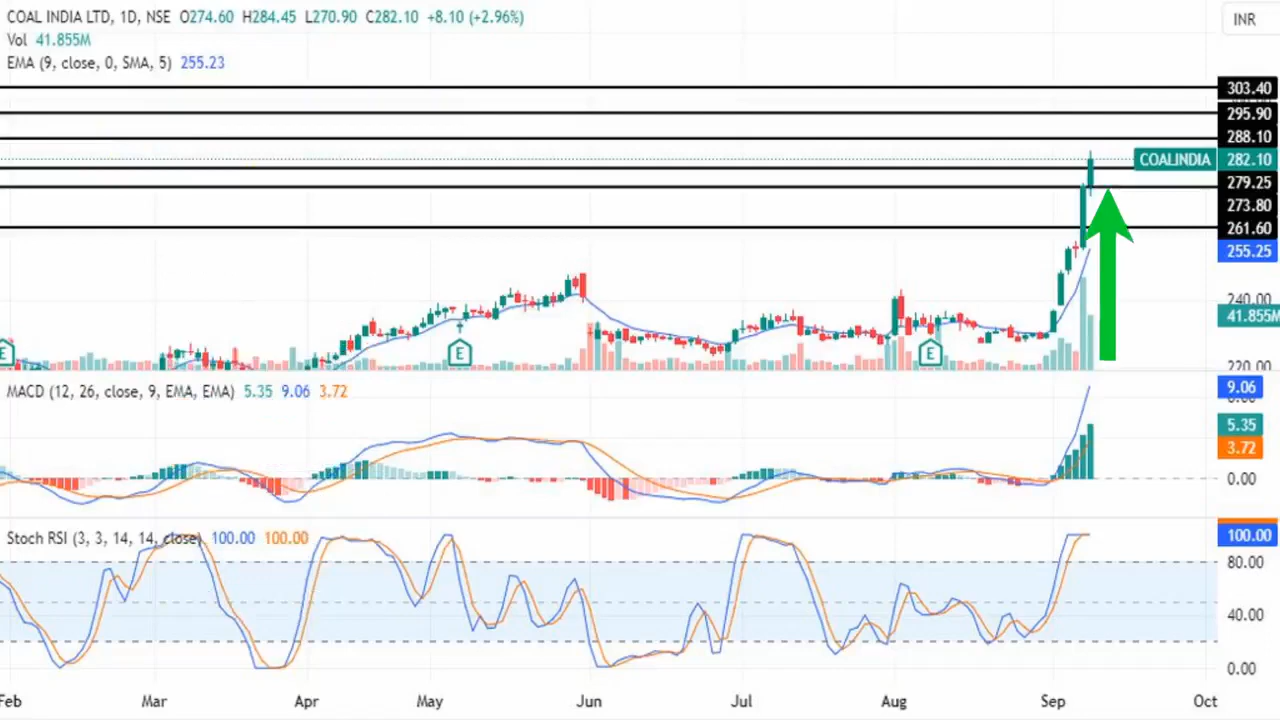 COAL INDIA LTD, 1D, NSE O274.60 H284.45 L270.90 C282.10 +8.10 (+2.96%)
INR
Vol 41.855M
EMA (9, close, 0, SMA, 5) 255.23
303.40
295.90
288.10
COALINDIA 282.10
279.25
273.80
261.60
255.25
240.00
41.855M
E
E
E
220.00
MACD (12, 26, close, 9, EMA, EMA) 5.35 9.06 3.72
9.06
5.35
3.72
0.00
Stoch RSI (3, 3, 14, 14, close) 100.00 100.00
100.00
80.00
40.00
0.00
Feb Mar Apr May Jun Jul Aug Sep Oct